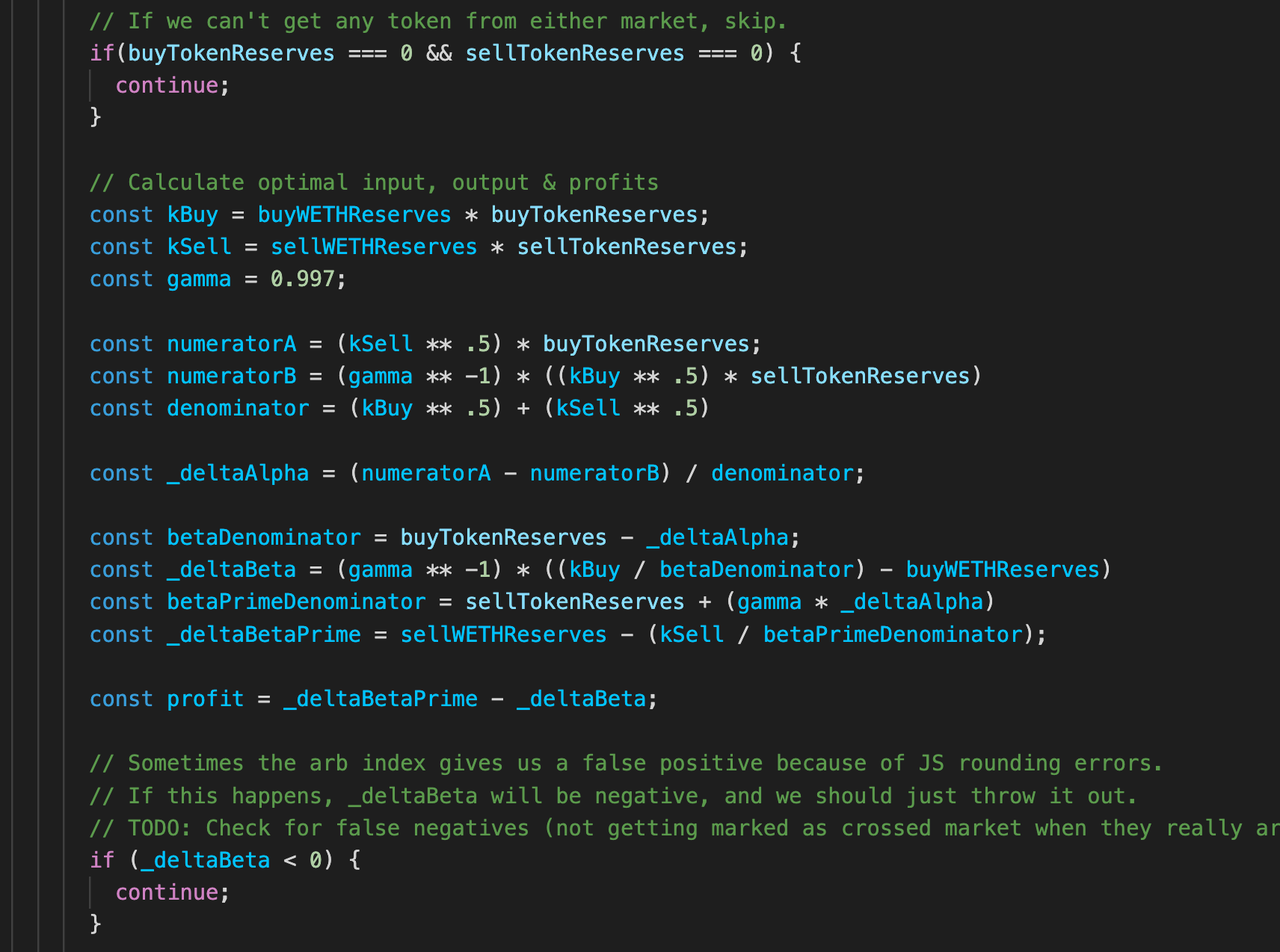 // If we can't get any token from either market, skip.
if(buyTokenReserves === 0 && sellTokenReserves === 0) {
continue;
}
// Calculate optimal input, output & profits
const kBuy = buyWETHReserves * buyTokenReserves;
const kSell = sellWETHReserves * sellTokenReserves;
const gamma = 0.997;
const numeratorA = (kSell ** .5) * buyTokenReserves;
const numeratorB = (gamma ** -1) * ((kBuy ** .5) * sellTokenReserves)
const denominator = (kBuy ** .5) + (kSell ** .5)
const _deltaAlpha = (numeratorA - numeratorB) / denominator;
const betaDenominator = buyTokenReserves - _deltaAlpha;
const _deltaBeta = (gamma ** -1) * ((kBuy / betaDenominator) - buyWETHReserves)
const betaPrimeDenominator = sellTokenReserves + (gamma * _deltaAlpha)
const _deltaBetaPrime = sellWETHReserves - (kSell / betaPrimeDenominator);
const profit = _deltaBetaPrime - _deltaBeta;
// Sometimes the arb index gives us a false positive because of JS rounding errors.
// If this happens, _deltaBeta will be negative, and we should just throw it out.
// TODO: Check for false negatives (not getting marked as crossed market when they really ar
if (_deltaBeta < 0) {
continue;
}